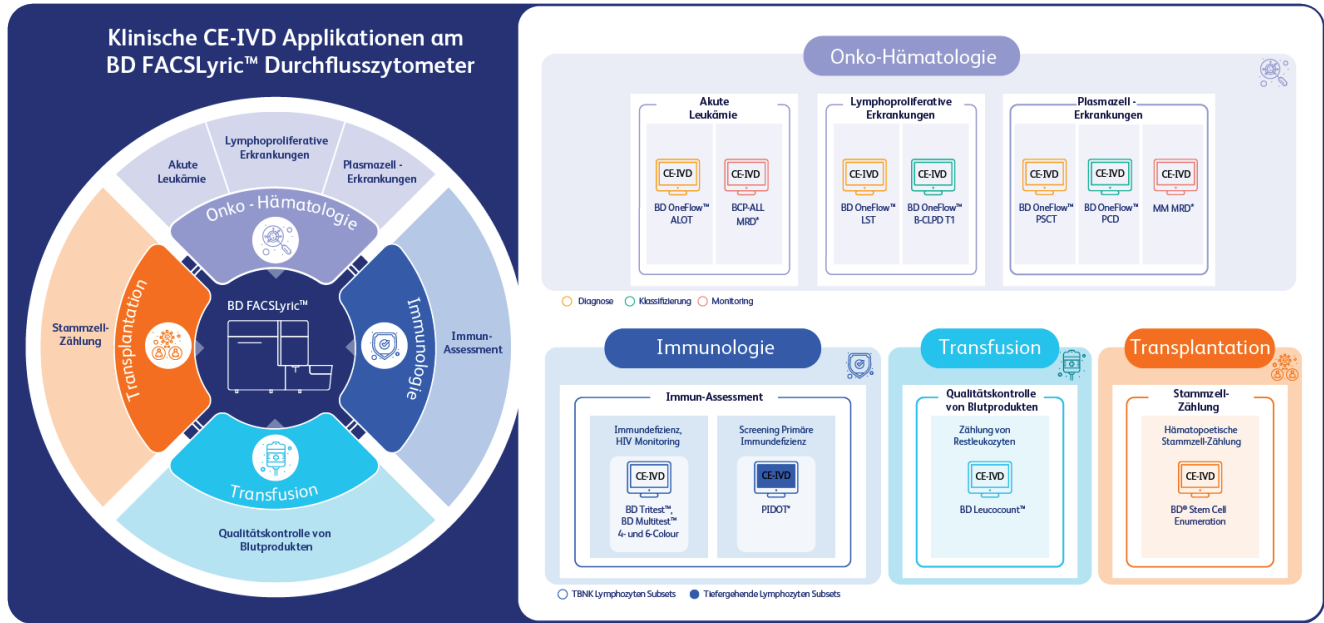 Klinische CE-IVD Applikationen am
BD FACSLyric™ Durchflusszytometer
Lymphoproliferative
Erkrankungen
Akute
Leukämie
Plasmazell -
Erkrankungen
Onko - Hämatologie
Stammzell-
Zählung
Transplantation
BD FACSLyric™
Immunologie
Immun-
Assessment
Transfusion
Qualitätskontrolle von
Blutprodukten
Onko-Hämatologie
Akute
Leukämie
CE-IVD
BD OneFlow™
ALOT
CE-IVD
BCP-ALL
MRD*
Lymphoproliferative
Erkrankungen
CE-IVD
BD OneFlow™
LST
CE-IVD
BD OneFlow™
B-CLPD T1
Plasmazell -
Erkrankungen
CE-IVD
BD OneFlow™
PSCT
CE-IVD
BD OneFlow™
PCD
CE-IVD
MM MRD*
Diagnose Klassifizierung Monitoring
Immunologie
Immun-Assessment
Immundefizienz,
HIV Monitoring
CE-IVD
BD Tritest™,
BD Multitest™
4- und 6-Colour
Screening Primäre
Immundefizienz
CE-IVD
PIDOT*
TBNK Lymphozyten Subsets Tiefergehende Lymphozyten Subsets
Transfusion
Qualitätskontrolle
von Blutprodukten
Zählung von
Restleukozyten
CE-IVD
BD Leucocount™
Transplantation
Stammzell-
Zählung
Hämatopoetische
Stammzell-Zählung
CE-IVD
BD® Stem Cell
Enumeration